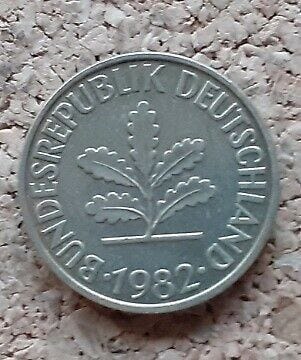 BUNDESREPUBLIK DEUTSCHLAND
· 1982 ·